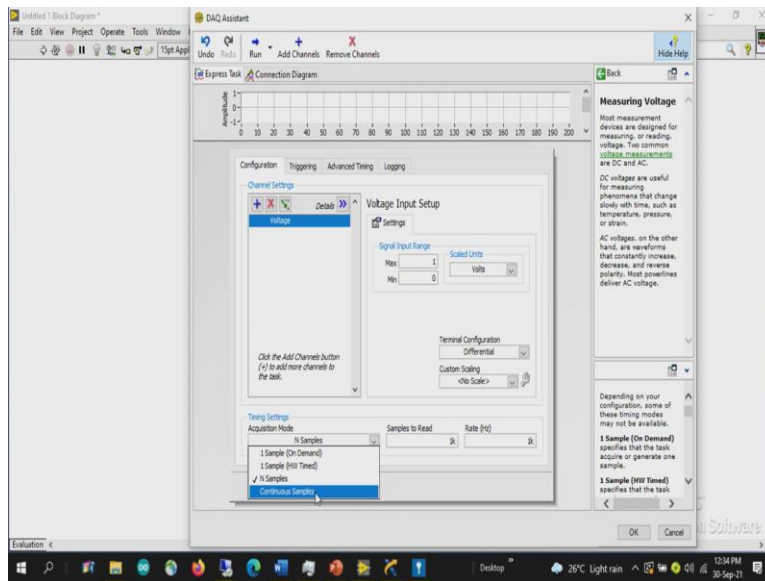 Untitled 1 Block Diagram *
File Edit View Project Operate Tools Window
15pt Appl
DAQ Assistant
Undo Redo Run Add Channels Remove Channels Hide Help
Express Task Connection Diagram
Amplitude
1
0
-1
0 10 20 30 40 50 60 70 80 90 100 110 120 130 140 150 160 170 180 190 200
Configuration Triggering Advanced Timing Logging
Channel Settings
Details
Voltage
Click the Add Channels button
(+) to add more channels to
the task.
Voltage Input Setup
Settings
Signal Input Range
Max 1
Min 0
Scaled Units
Volts
Terminal Configuration
Differential
Custom Scaling
<No Scale>
Timing Settings
Acquisition Mode Samples to Read Rate (Hz)
N Samples 1k 1k
1 Sample (On Demand)
1 Sample (HW Timed)
✓ N Samples
Continuous Samples
Back
Measuring Voltage
Most measurement
devices are designed for
measuring, or reading,
voltage. Two common
voltage measurements
are DC and AC.
DC voltages are useful
for measuring
phenomena that change
slowly with time, such as
temperature, pressure,
or strain.
AC voltages, on the other
hand, are waveforms
that constantly increase,
decrease, and reverse
polarity. Most powerlines
deliver AC voltage.
Depending on your
configuration, some of
these timing modes
may not be available.
1 Sample (On Demand)
specifies that the task
acquire or generate one
sample.
1 Sample (HW Timed)
specifies that the task
OK Cancel
Software
Evaluation
Desktop
26°C Light rain
12:34 PM
30-Sep-21